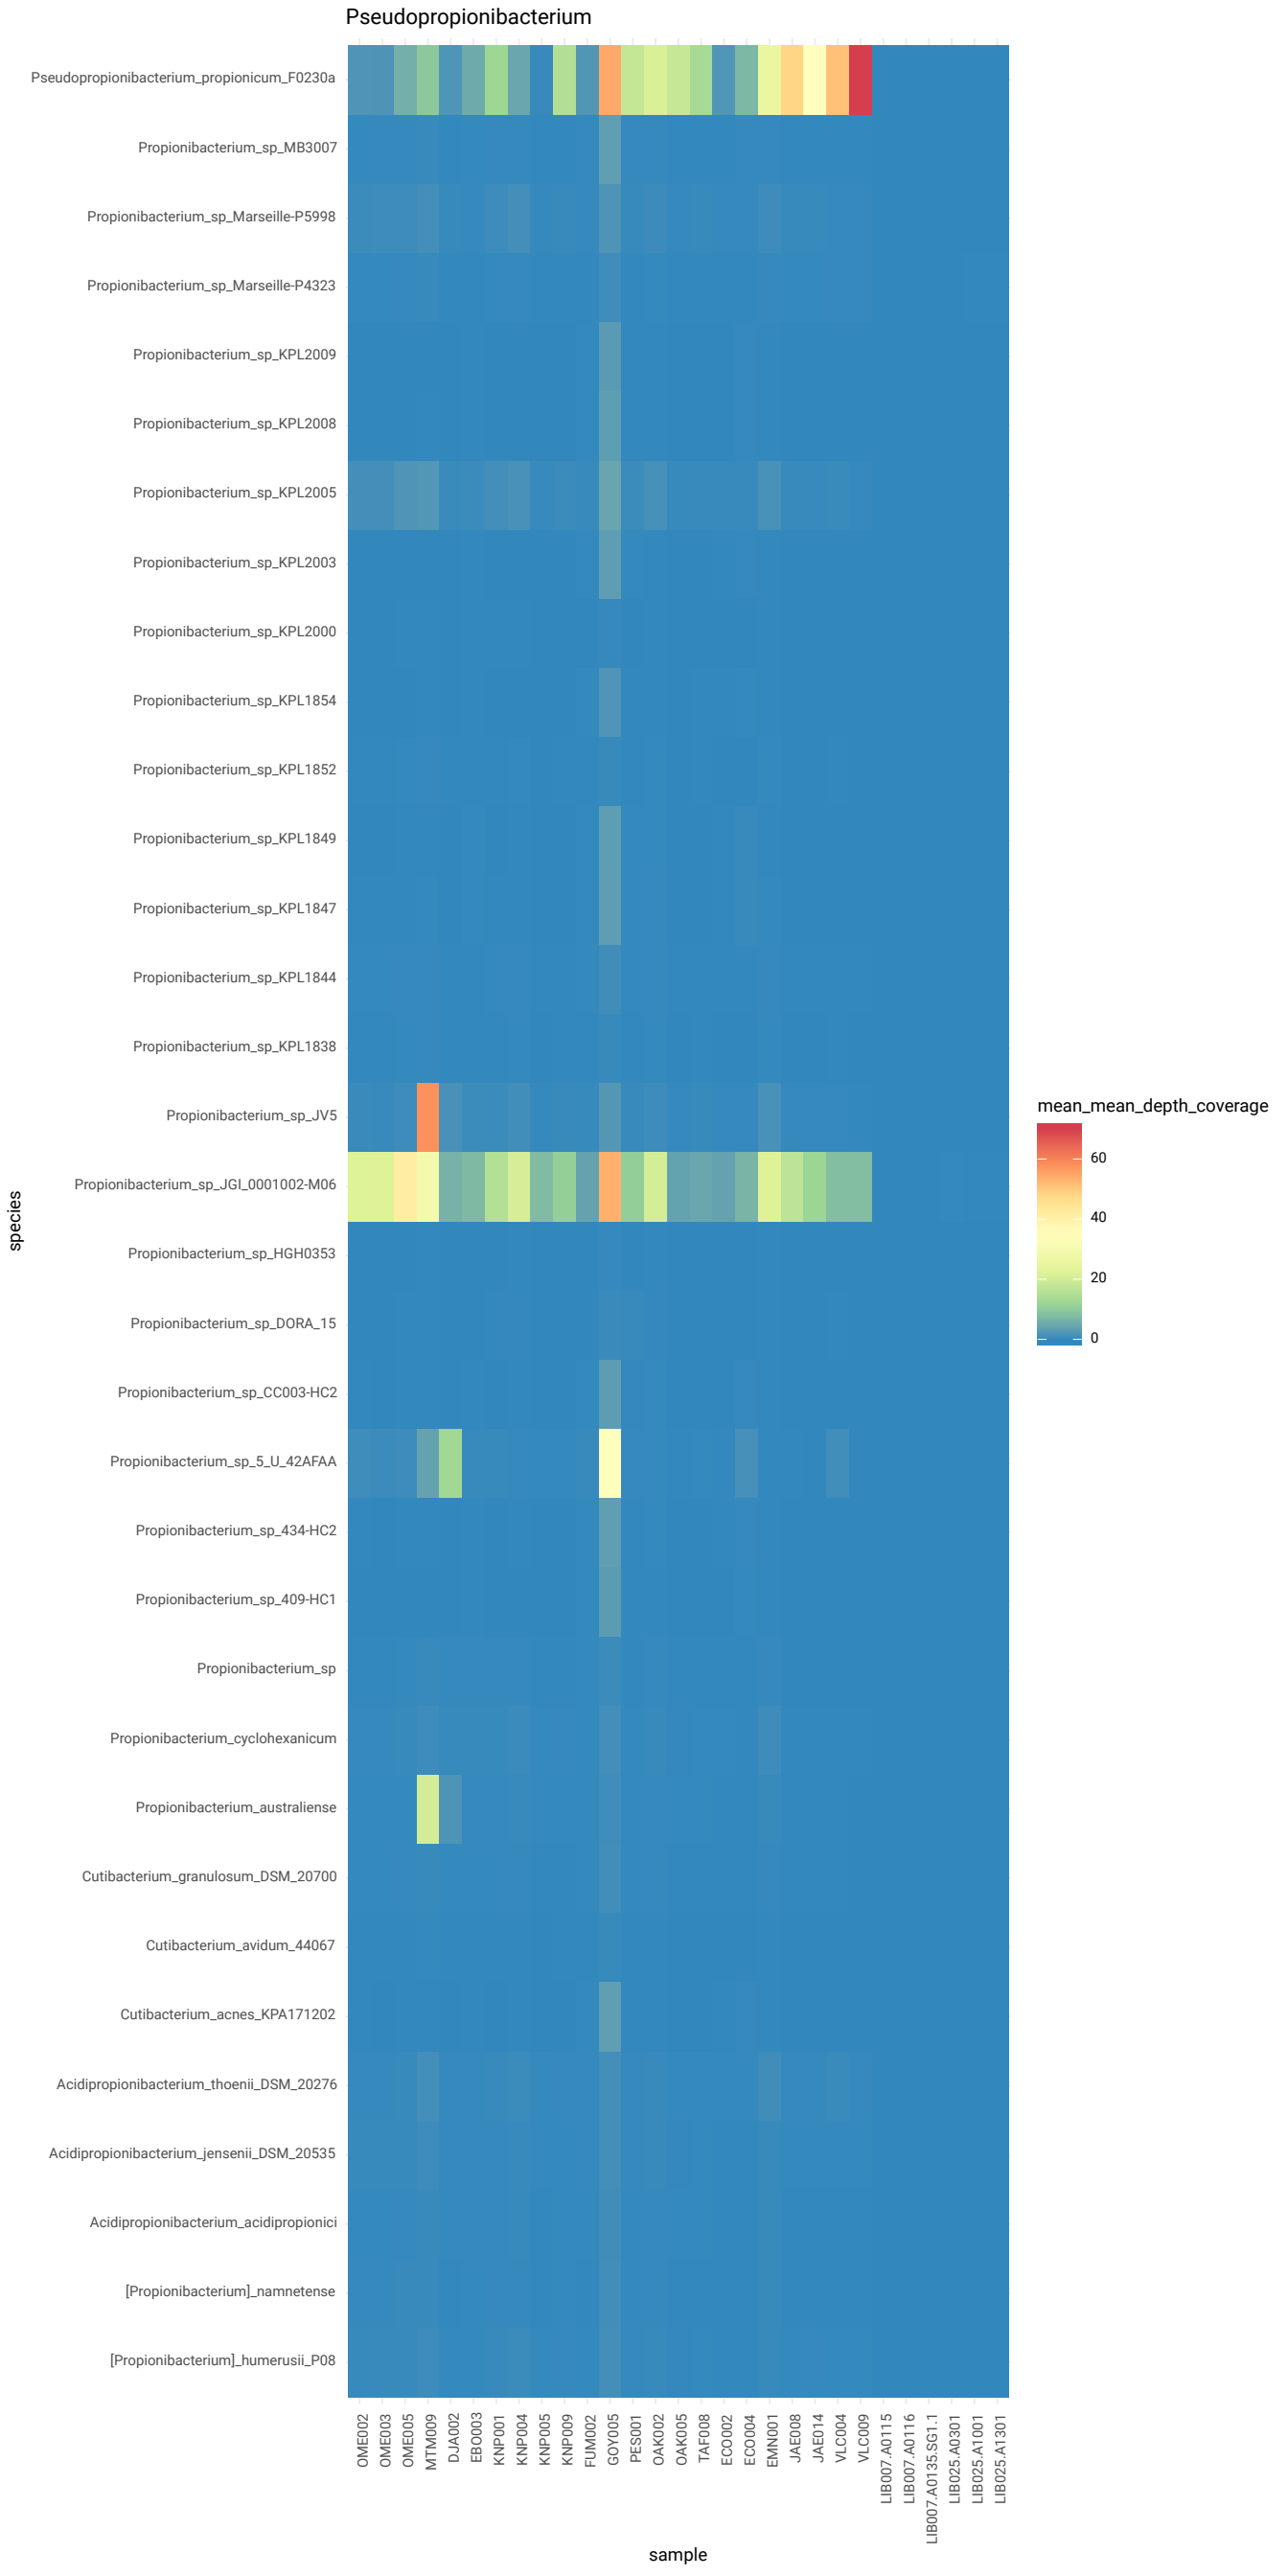 Pseudopropionibacterium
Pseudopropionibacterium_propionicum_F0230a
Propionibacterium_sp_MB3007
Propionibacterium_sp_Marseille-P5998
Propionibacterium_sp_Marseille-P4323
Propionibacterium_sp_KPL2009
Propionibacterium_sp_KPL2008
Propionibacterium_sp_KPL2005
Propionibacterium_sp_KPL2003
Propionibacterium_sp_KPL2000
Propionibacterium_sp_KPL1854
Propionibacterium_sp_KPL1852
Propionibacterium_sp_KPL1849
Propionibacterium_sp_KPL1847
Propionibacterium_sp_KPL1844
Propionibacterium_sp_KPL1838
Propionibacterium_sp_JV5
Propionibacterium_sp_JGI_0001002-M06
Propionibacterium_sp_HGH0353
Propionibacterium_sp_DORA_15
Propionibacterium_sp_CC003-HC2
Propionibacterium_sp_5_U_42AFAA
Propionibacterium_sp_434-HC2
Propionibacterium_sp_409-HC1
Propionibacterium_sp
Propionibacterium_cyclohexanicum
Propionibacterium_australiense
Cutibacterium_granulosum_DSM_20700
Cutibacterium_avidum_44067
Cutibacterium_acnes_KPA171202
Acidipropionibacterium_thoenii_DSM_20276
Acidipropionibacterium_jensenii_DSM_20535
Acidipropionibacterium_acidipropionici
[Propionibacterium]_namnetense
[Propionibacterium]_humerusii_P08
species
OME002
OME003
OME005
MTM009
DJA002
EBO003
KNP001
KNP004
KNP005
KNP009
FUM002
GOY005
PES001
OAK002
OAK005
TAF008
ECO002
ECO004
EMN001
JAE008
JAE014
VLC004
VLC009
LIB007.A0115
LIB007.A0116
LIB007.A0135.SG1.1
LIB025.A0301
LIB025.A1001
LIB025.A1301
sample
mean_mean_depth_coverage
60
40
20
0